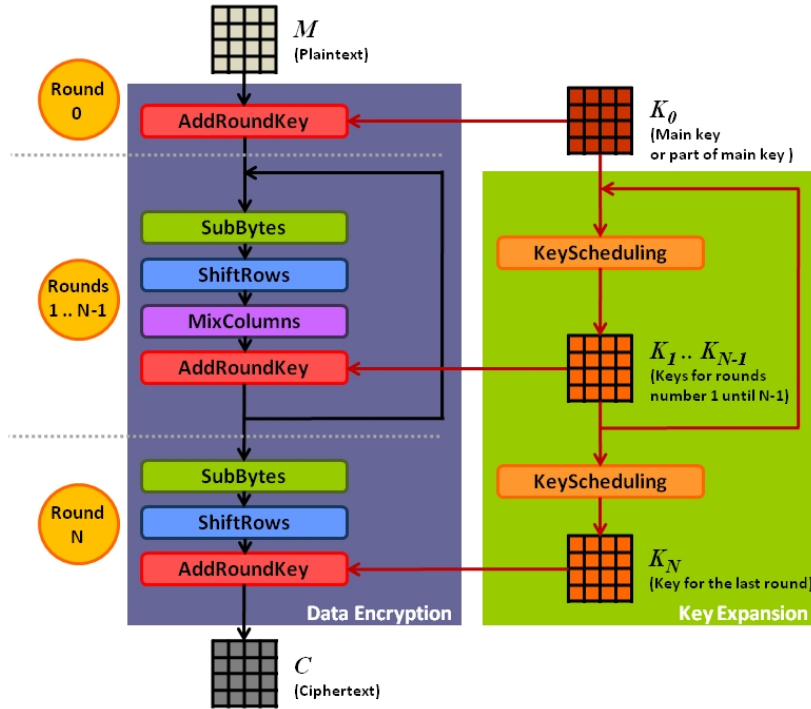 M
(Plaintext)
Round
0
AddRoundKey
K0
(Main key
or part of main key )
SubBytes
KeyScheduling
ShiftRows
Rounds
1 .. N-1
MixColumns
AddRoundKey
K1 .. KN-1
(Keys for rounds
number 1 until N-1)
SubBytes
KeyScheduling
Round
N
ShiftRows
AddRoundKey
KN
(Key for the last round)
Data Encryption
Key Expansion
C
(Ciphertext)